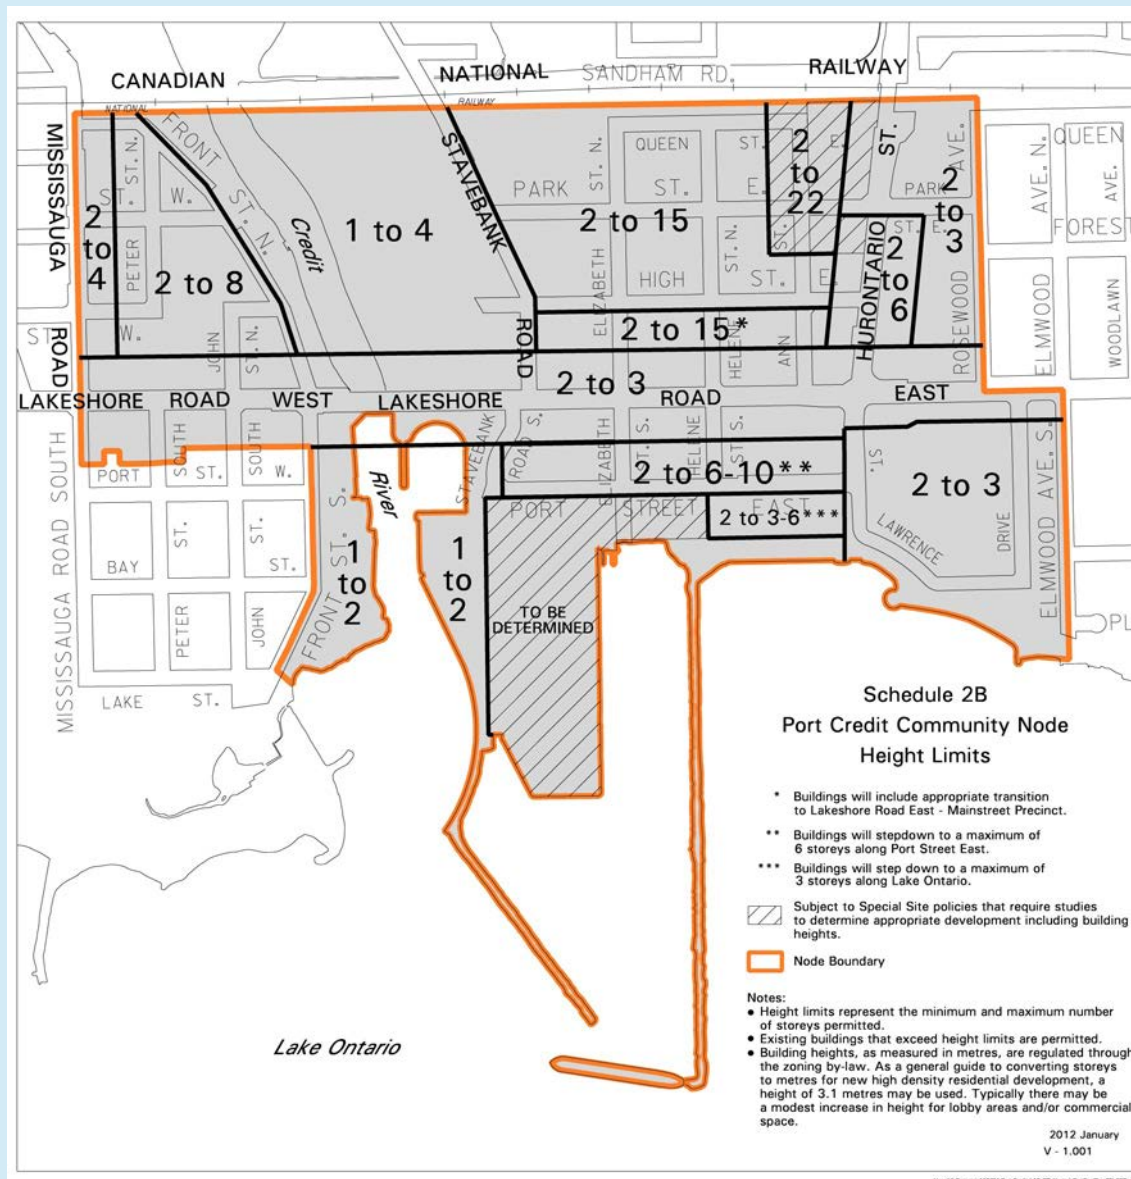 SANDHAM RD.
CANADIAN NATIONAL RAILWAY
NATIONAL
RAILWAY
MISSISSAUGA
ROAD
FRONT
ST. N.
PETER
ST. N.
ST.
W.
2
to
4
2 to 8
Credit
1 to 4
STAVEBANK
ROAD
PARK
ST.
E.
QUEEN
ST.
E.
ST. N.
ELIZABETH
2 to 15
HIGH
ST.
E.
ST. N.
ST.
2
to
22
ST.
HURONTARIO
PARK
ST. E.
AVE.
2
to
3
ROSEWOOD
2
to
6
AVE. N.
ELMWOOD
QUEEN
AVE.
FOREST
WOODLAWN
ST.
W.
JOHN
ST. N.
2 to 15*
HELENE
ANN
2 to 3
LAKESHORE ROAD WEST LAKESHORE ROAD EAST
MISSISSAUGA ROAD SOUTH
PORT
ST.
W.
SOUTH
SOUTH
STAVEBANK
ROAD S.
ELIZABETH
ST. S.
HELENE
ST. S.
2 to 6-10**
ST.
2 to 3
LAWRENCE
DRIVE
ELMWOOD AVE. S.
River
PORT STREET EAST
2 to 3-6***
BAY
ST.
ST.
ST.
PETER
JOHN
FRONT ST. S.
1
to
2
1
to
2
TO BE
DETERMINED
LAKE ST.
PL
Schedule 2B
Port Credit Community Node
Height Limits
* Buildings will include appropriate transition
to Lakeshore Road East - Mainstreet Precinct.
** Buildings will stepdown to a maximum of
6 storeys along Port Street East.
*** Buildings will step down to a maximum of
3 storeys along Lake Ontario.
Subject to Special Site policies that require studies
to determine appropriate development including building
heights.
Node Boundary
Notes:
• Height limits represent the minimum and maximum number
of storeys permitted.
• Existing buildings that exceed height limits are permitted.
• Building heights, as measured in metres, are regulated through
the zoning by-law. As a general guide to converting storeys
to metres for new high density residential development, a
height of 3.1 metres may be used. Typically there may be
a modest increase in height for lobby areas and/or commercial
space.
Lake Ontario
2012 January
V - 1.001